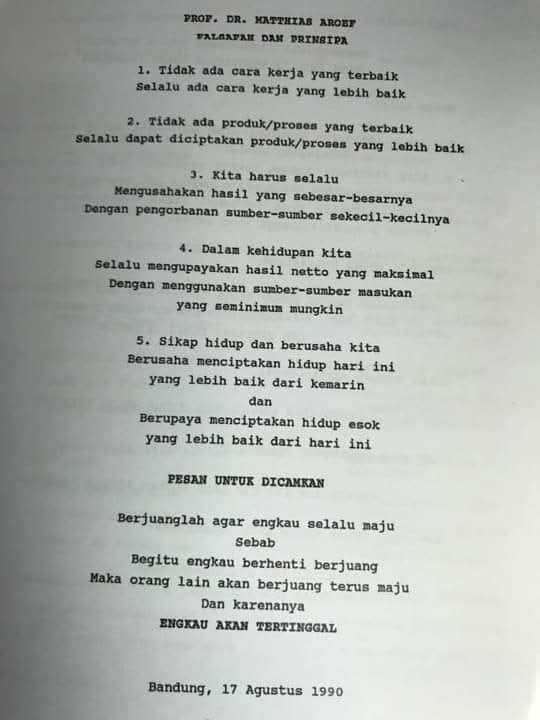 PROF. DR. MATTHIAS AROEF
FALSAFAH DAN PRINSIPA
1. Tidak ada cara kerja yang terbaik
Selalu ada cara kerja yang lebih baik
2. Tidak ada produk/proses yang terbaik
Selalu dapat diciptakan produk/proses yang lebih baik
3. Kita harus selalu
Mengusahakan hasil yang sebesar-besarnya
Dengan pengorbanan sumber-sumber sekecil-kecilnya
4. Dalam kehidupan kita
Selalu mengupayakan hasil netto yang maksimal
Dengan menggunakan sumber-sumber masukan
yang seminimum mungkin
5. Sikap hidup dan berusaha kita
Berusaha menciptakan hidup hari ini
yang lebih baik dari kemarin
dan
Berupaya menciptakan hidup esok
yang lebih baik dari hari ini
PESAN UNTUK DICAMKAN
Berjuanglah agar engkau selalu maju
Sebab
Begitu engkau berhenti berjuang
Maka orang lain akan berjuang terus maju
Dan karenanya
ENGKAU AKAN TERTINGGAL
Bandung, 17 Agustus 1990